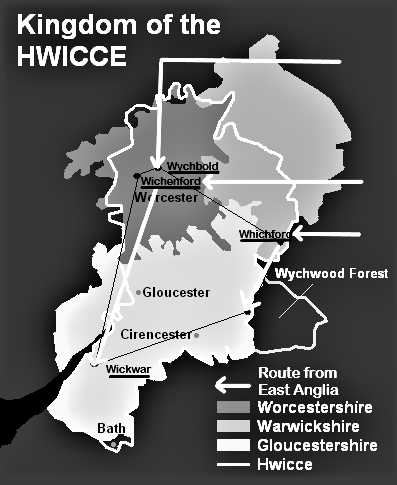 Kingdom of the
HWICCE
Wychbold
Wichenford
Worcester
Whichford
Wychwood Forest
Gloucester
Cirencester
Wickwar
Bath
Route from
East Anglia
Worcestershire
Warwickshire
Gloucestershire
Hwicce